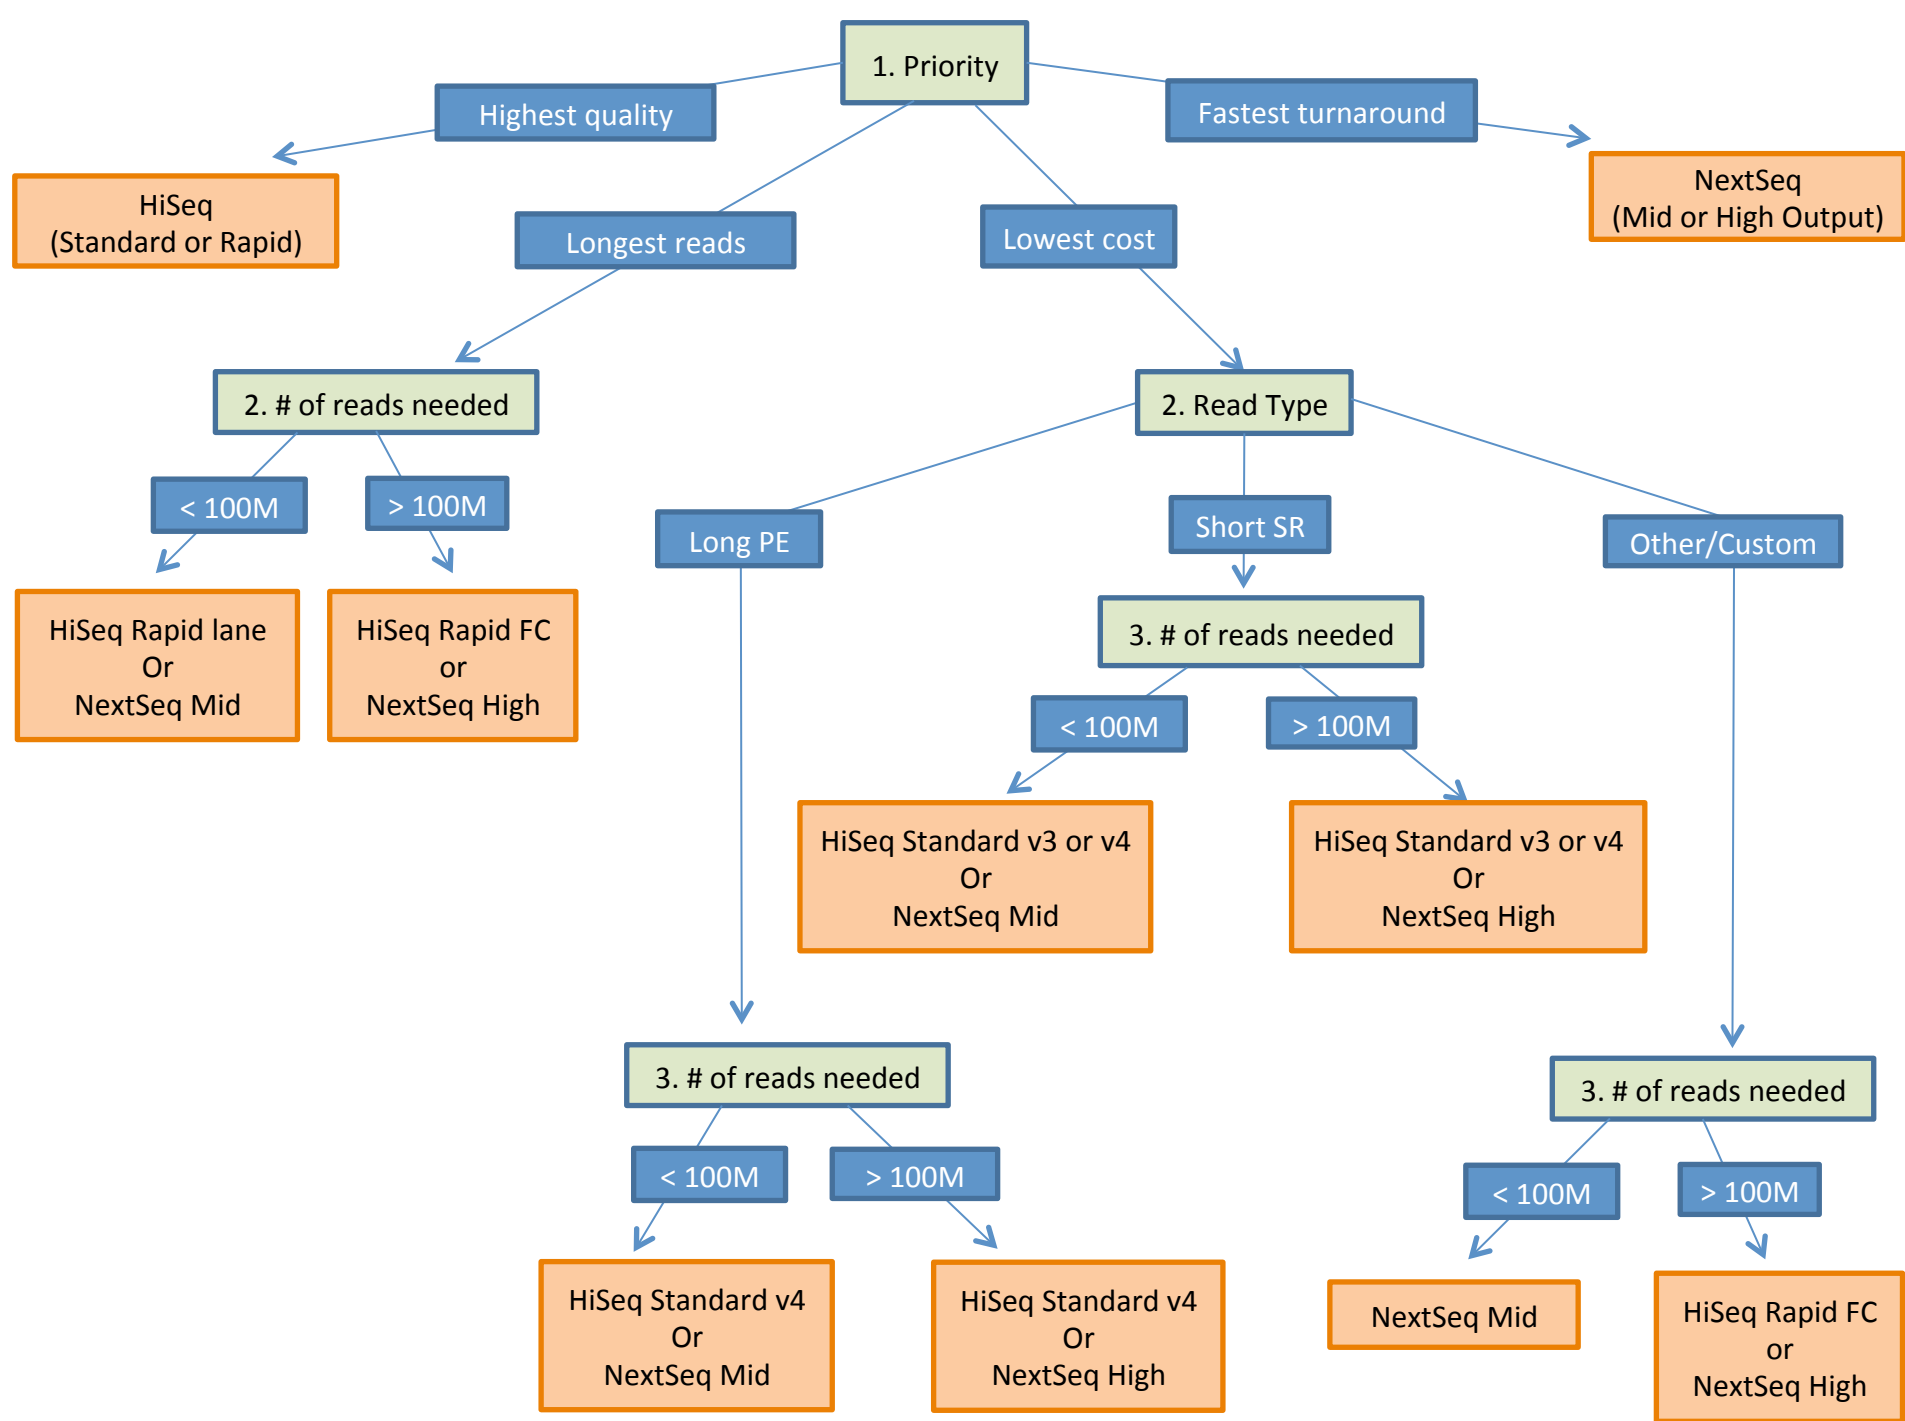 1. Priority
Highest quality
Fastest turnaround
HiSeq
(Standard or Rapid)
Longest reads
Lowest cost
NextSeq
(Mid or High Output)
2. # of reads needed
2. Read Type
< 100M
> 100M
Long PE
Short SR
Other/Custom
HiSeq Rapid lane
Or
NextSeq Mid
HiSeq Rapid FC
or
NextSeq High
3. # of reads needed
< 100M
> 100M
HiSeq Standard v3 or v4
Or
NextSeq Mid
HiSeq Standard v3 or v4
Or
NextSeq High
3. # of reads needed
< 100M
> 100M
HiSeq Standard v4
Or
NextSeq Mid
HiSeq Standard v4
Or
NextSeq High
3. # of reads needed
< 100M
> 100M
NextSeq Mid
HiSeq Rapid FC
or
NextSeq High